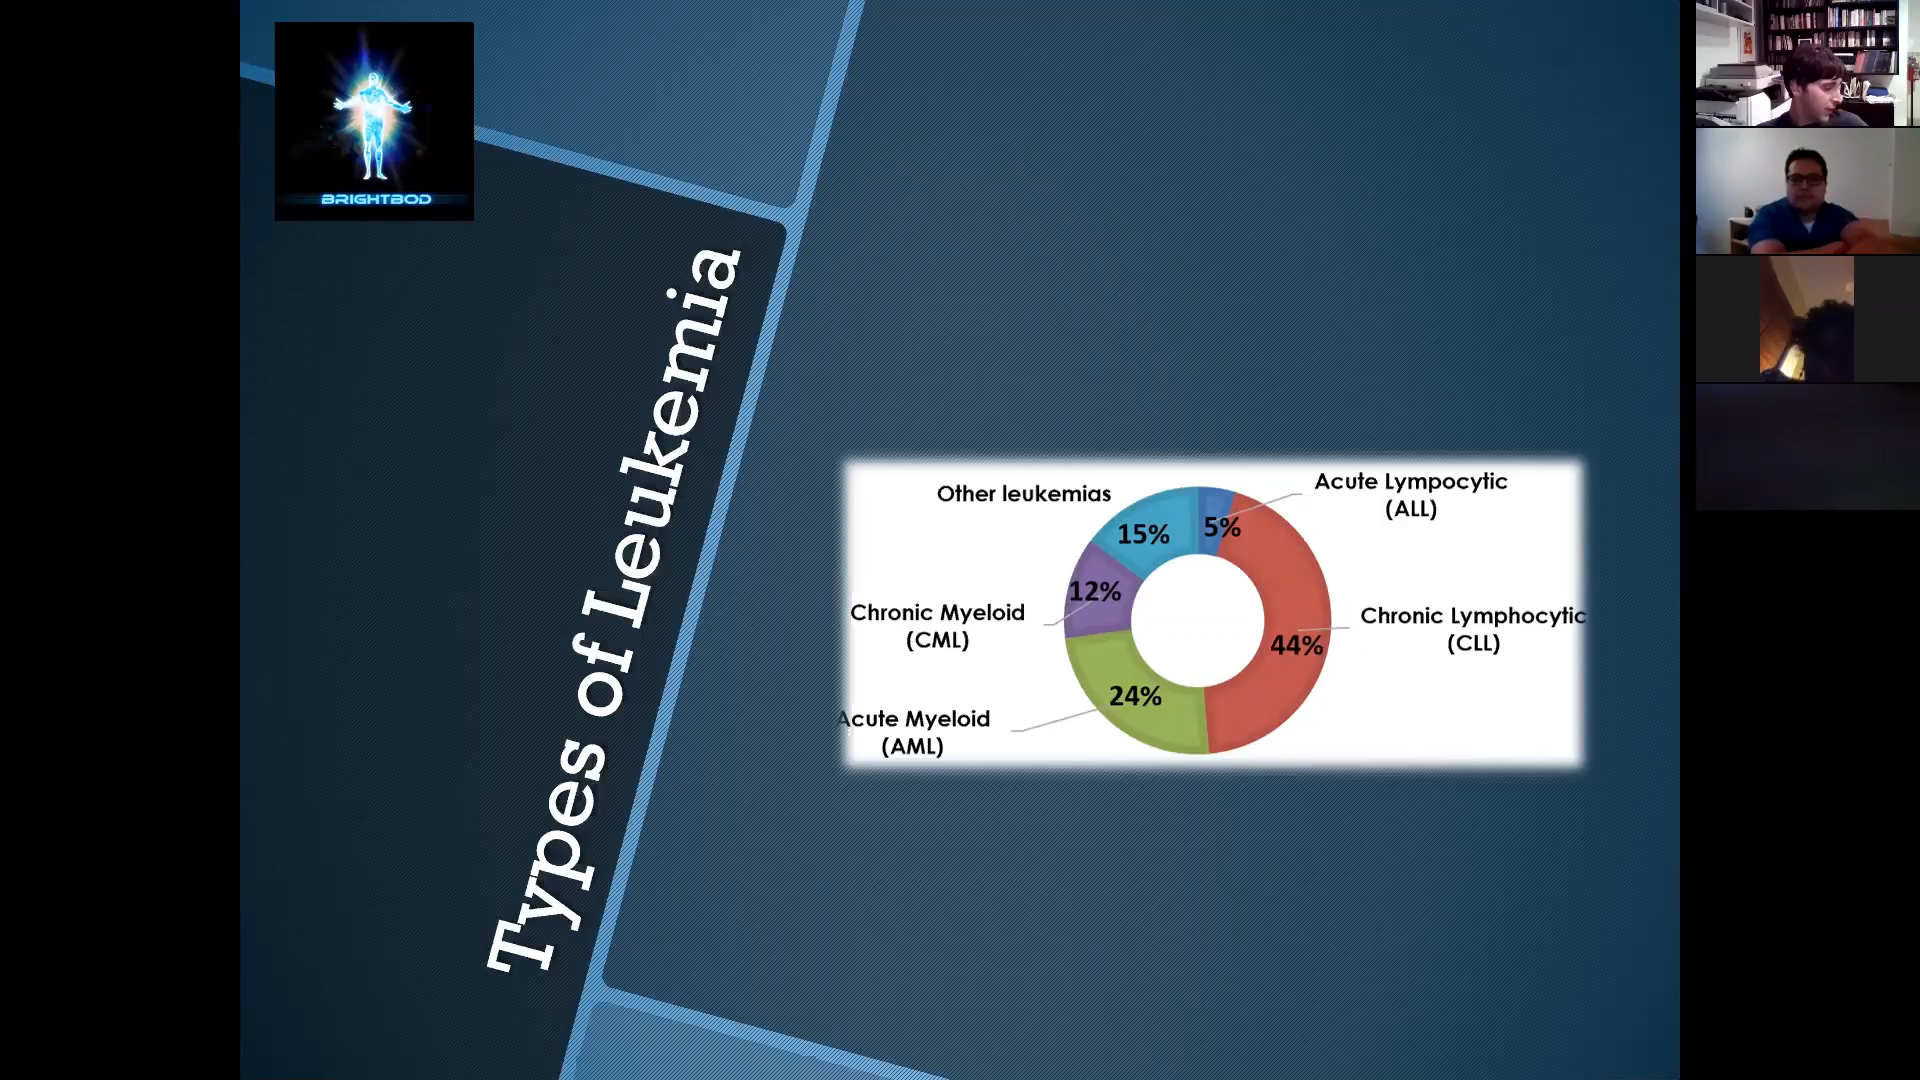 BRIGHTBOD
Types of Leukemia
Other leukemias
Acute Lympocytic
(ALL)
15%
5%
12%
Chronic Myeloid
(CML)
Chronic Lymphocytic
(CLL)
44%
24%
Acute Myeloid
(AML)